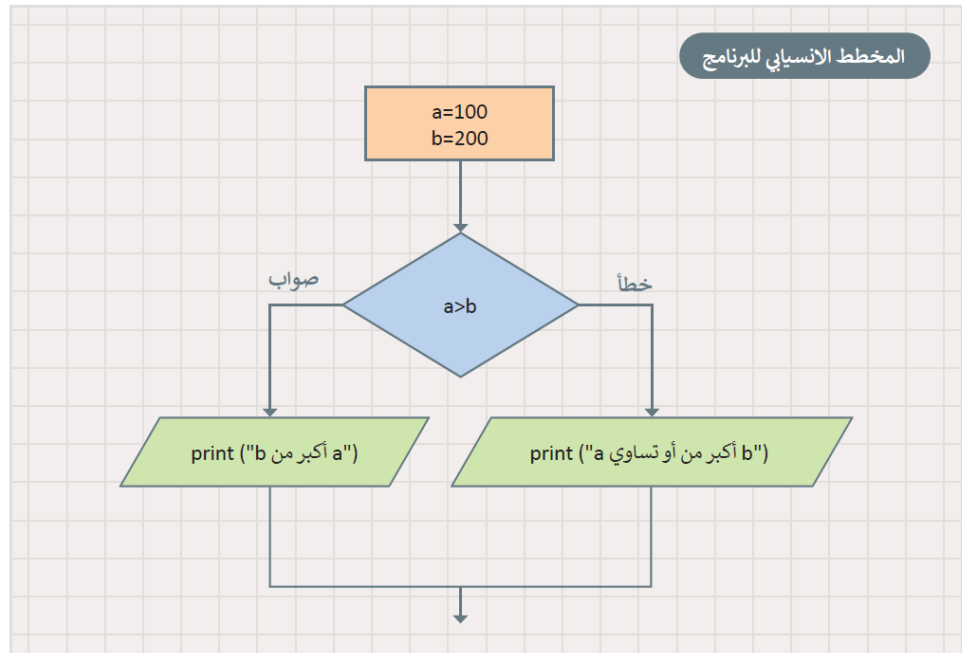 المخطط الانسيابي للبرنامج
a=100
b=200
a>b
صواب
خطأ
print ("b أكبر من a")
print ("a أكبر من أو تساوي b")